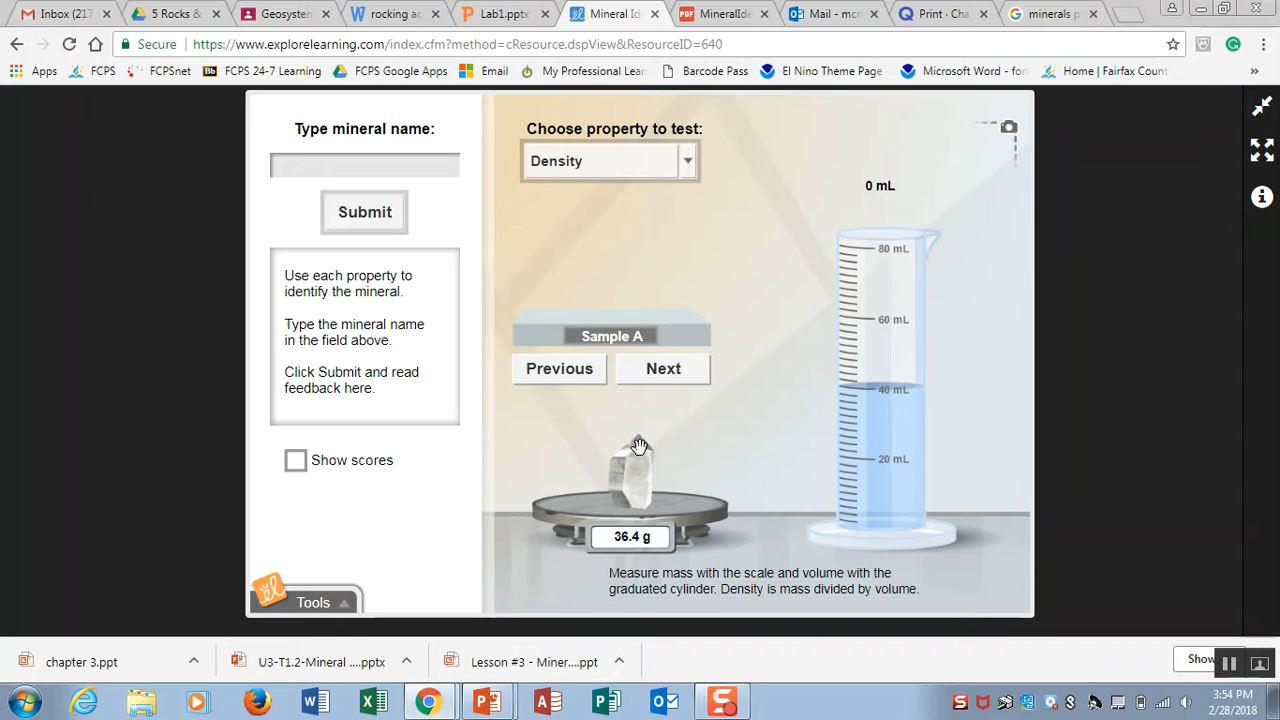 Inbox (217
5 Rocks &
Geosystem
rocking ac
Lab1.pptx
Mineral Id
MineralIde
Mail - mcn
Print - Cha
minerals p
Secure
https://www.explorelearning.com/index.cfm?method=cResource.dspView&ResourceID=640
Apps
FCPS
FCPSnet
Bb
FCPS 24-7 Learning
FCPS Google Apps
Email
My Professional Lear
Barcode Pass
El Nino Theme Page
Microsoft Word - for
Home | Fairfax Count
»
Type mineral name:
Submit
Use each property to
identify the mineral.
Type the mineral name
in the field above.
Click Submit and read
feedback here.
Show scores
Tools
Choose property to test:
Density
0 mL
80 mL
60 mL
40 mL
20 mL
Sample A
Previous
Next
36.4 g
Measure mass with the scale and volume with the
graduated cylinder. Density is mass divided by volume.
chapter 3.ppt
U3-T1.2-Mineral ....pptx
Lesson #3 - Miner....ppt
Show
3:54 PM
2/28/2018